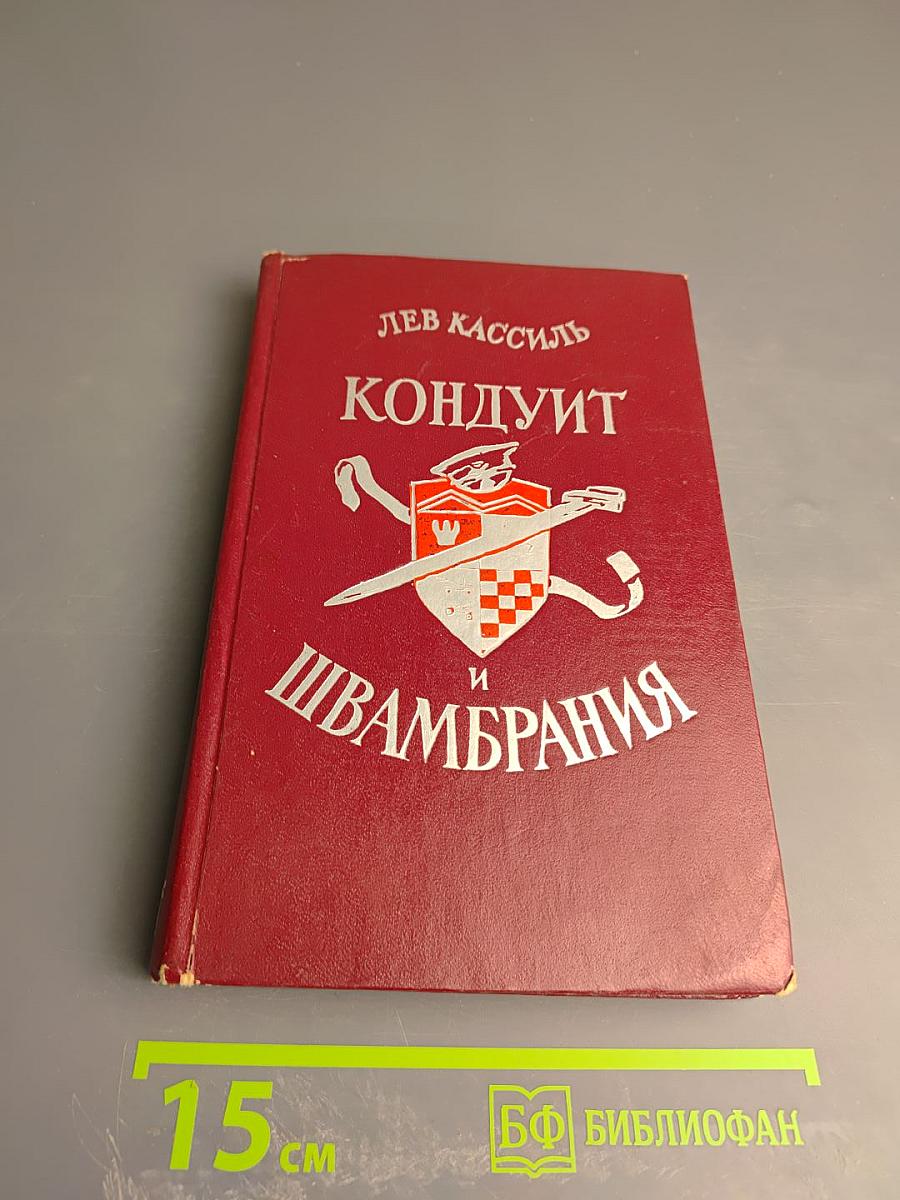 ЛЕВ КАССИЛЬ
КОНДУИТ
И
ШВАМБРАНИЯ
15 см
БФ БИБЛИОФАН